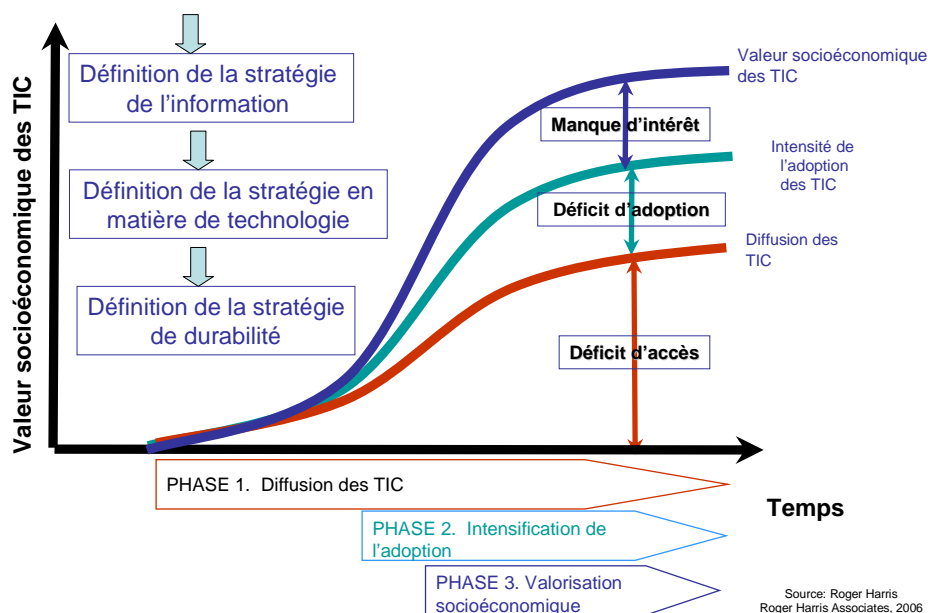 Valeur socioéconomique des TIC
Définition de la stratégie
de l’information
Définition de la stratégie en
matière de technologie
Définition de la stratégie
de durabilité
Valeur socioéconomique
des TIC
Manque d’intérêt
Intensité de
l’adoption
des TIC
Déficit d’adoption
Diffusion des
TIC
Déficit d’accès
PHASE 1. Diffusion des TIC
Temps
PHASE 2. Intensification de
l’adoption
PHASE 3. Valorisation
socioéconomique
Source: Roger Harris
Roger Harris Associates, 2006